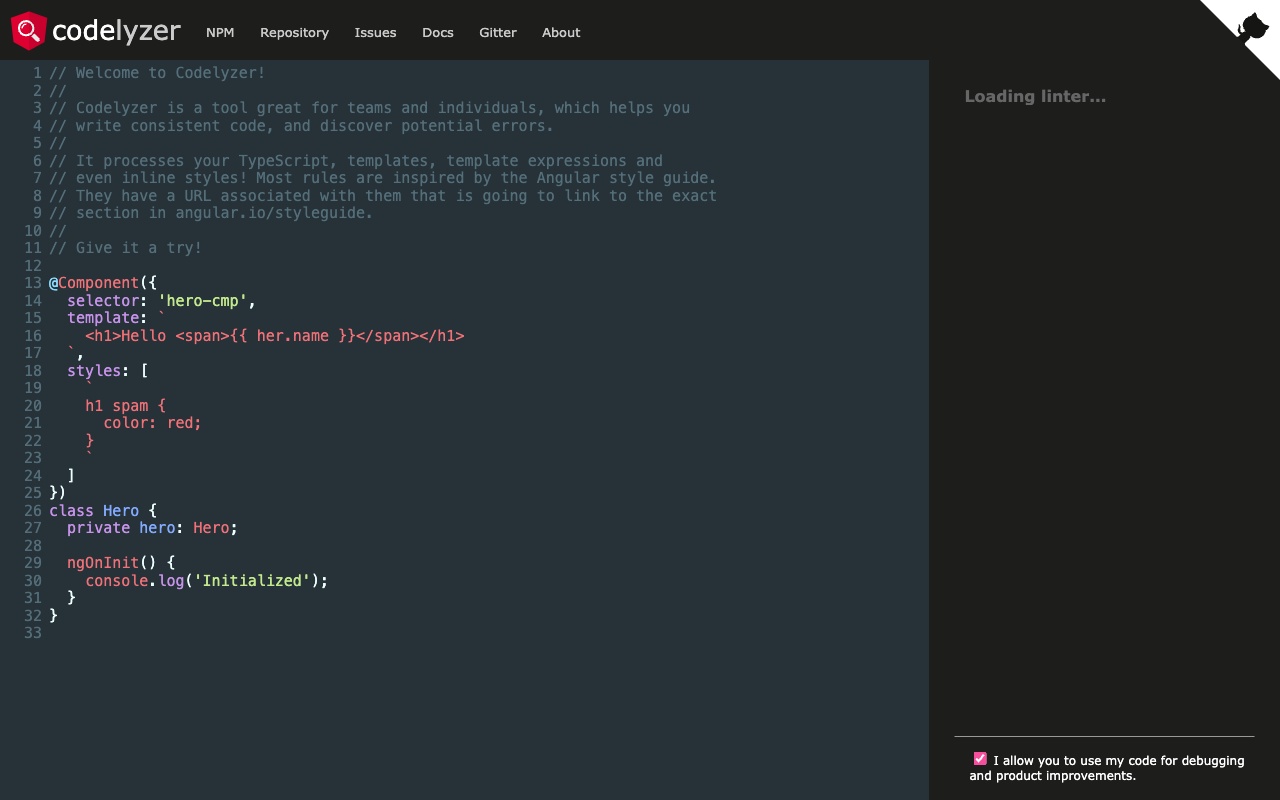 codelyzer NPM Repository Issues Docs Gitter About
1 // Welcome to Codelyzer!
2 //
3 // Codelyzer is a tool great for teams and individuals, which helps you
4 // write consistent code, and discover potential errors.
5 //
6 // It processes your TypeScript, templates, template expressions and
7 // even inline styles! Most rules are inspired by the Angular style guide.
8 // They have a URL associated with them that is going to link to the exact
9 // section in angular.io/styleguide.
10 //
11 // Give it a try!
12
13 @Component({
14   selector: 'hero-cmp',
15   template: `
16     <h1>Hello <span>{{ her.name }}</span></h1>
17   `,
18   styles: [
19     `
20     h1 spam {
21       color: red;
22     }
23     `
24   ]
25 })
26 class Hero {
27   private hero: Hero;
28
29   ngOnInit() {
30     console.log('Initialized');
31   }
32 }
33
Loading linter...
I allow you to use my code for debugging
and product improvements.